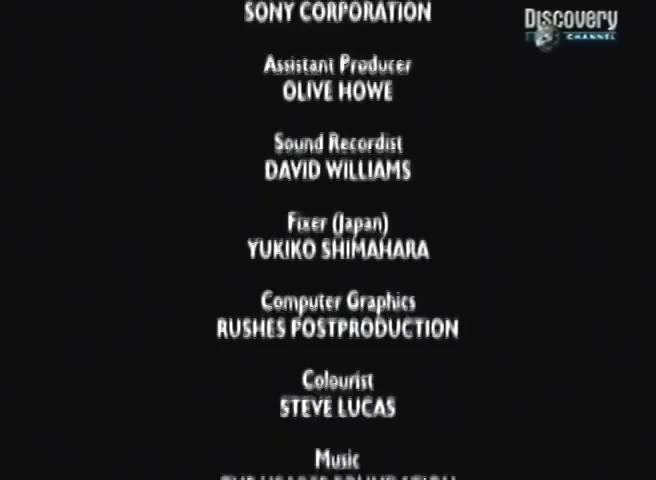 SONY CORPORATION
Discovery
CHANNEL
Assistant Producer
OLIVE HOWE
Sound Recordist
DAVID WILLIAMS
Fixer (Japan)
YUKIKO SHIMAHARA
Computer Graphics
RUSHES POSTPRODUCTION
Colourist
STEVE LUCAS
Music